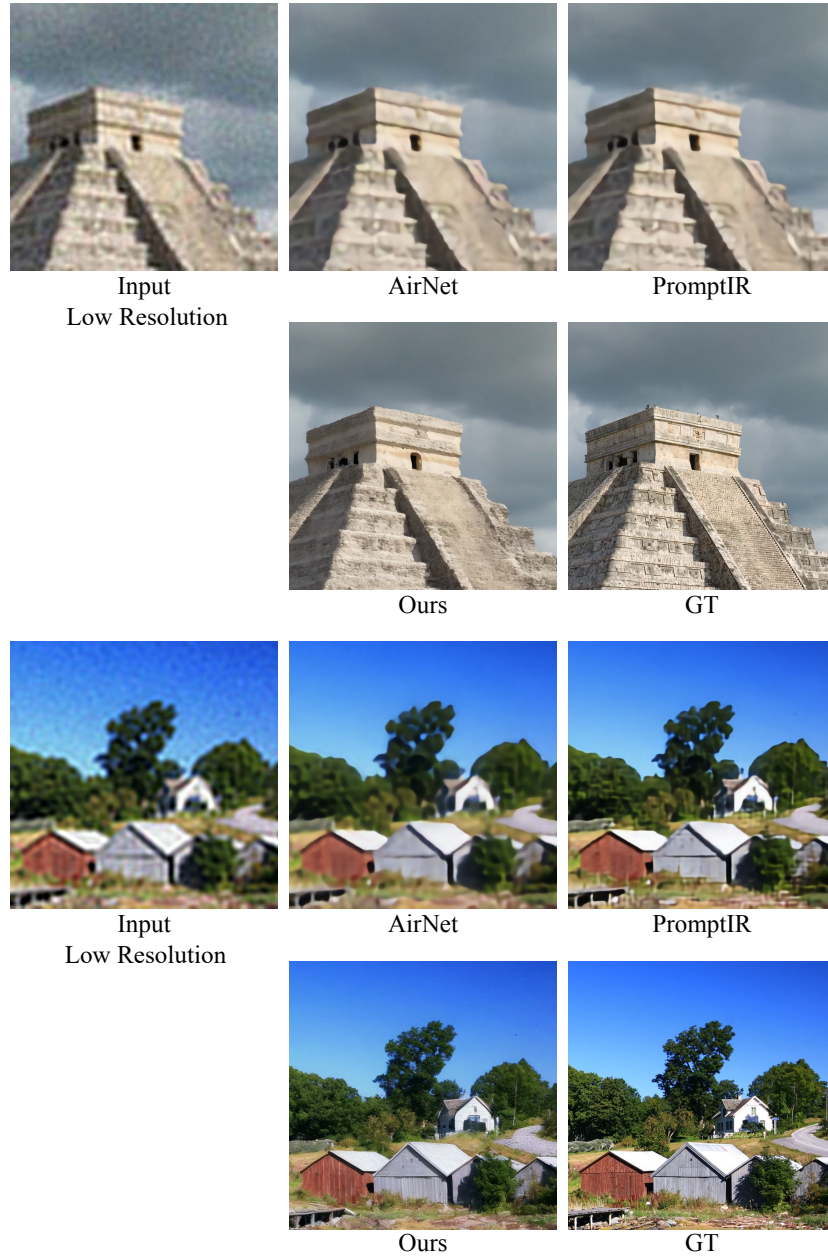 Input
Low Resolution
AirNet
PromptIR
Ours
GT
Input
Low Resolution
AirNet
PromptIR
Ours
GT